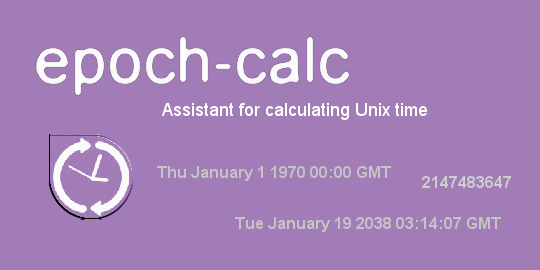 epoch-calc
Assistant for calculating Unix time
Thu January 1 1970 00:00 GMT
2147483647
Tue January 19 2038 03:14:07 GMT